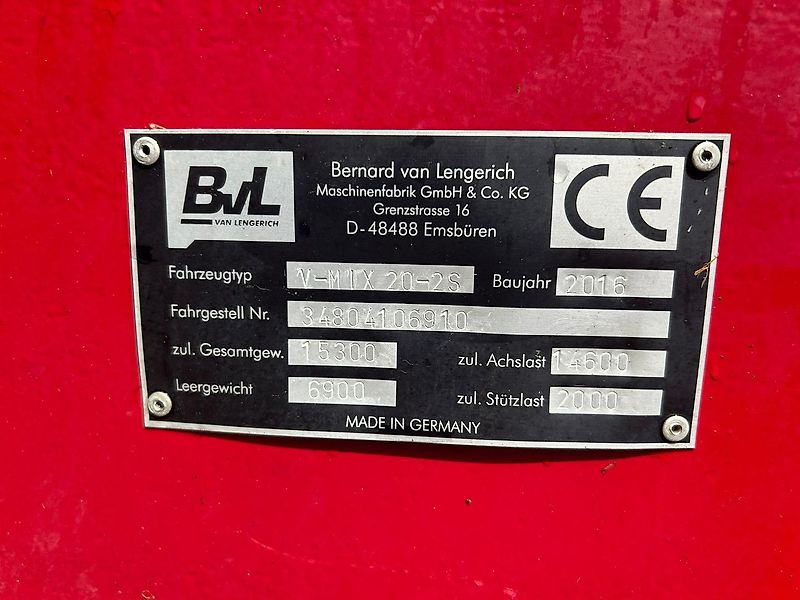 BvL
VAN LENGERICH
Bernard van Lengerich
Maschinenfabrik GmbH & Co. KG
Grenzstrasse 16
D-48488 Emsbüren
CE
Fahrzeugtyp V-MIX 20-2S Baujahr 2016
Fahrgestell Nr. 34804106910
zul. Gesamtgew. 15300 zul. Achslast 14600
Leergewicht 6900 zul. Stützlast 2000
MADE IN GERMANY